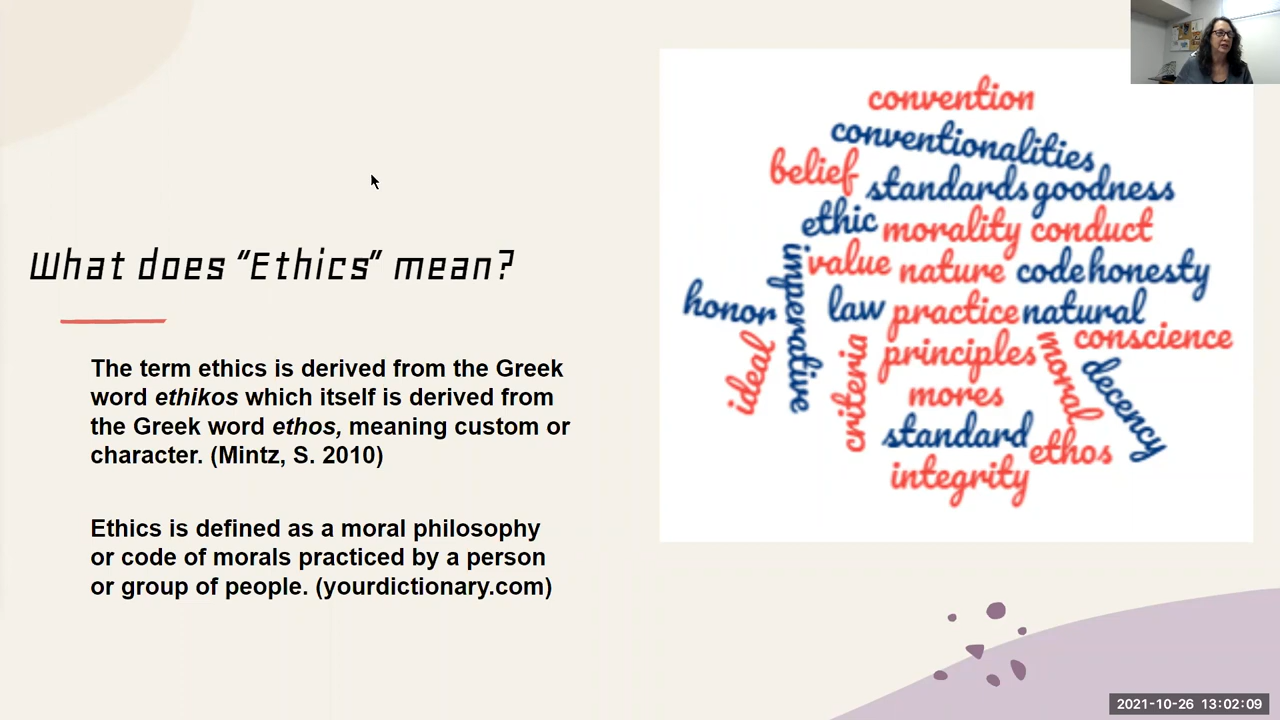 What does “Ethics” mean?
The term ethics is derived from the Greek
word ethikos which itself is derived from
the Greek word ethos, meaning custom or
character. (Mintz, S. 2010)
Ethics is defined as a moral philosophy
or code of morals practiced by a person
or group of people. (yourdictionary.com)
convention
conventionalities
belief
standards goodness
ethic morality conduct
imperative
value nature code honesty
honor
law practice natural
ideal
criteria
principles
moral
conscience
decency
mores
standard
ethos
integrity
2021-10-26 13:02:09